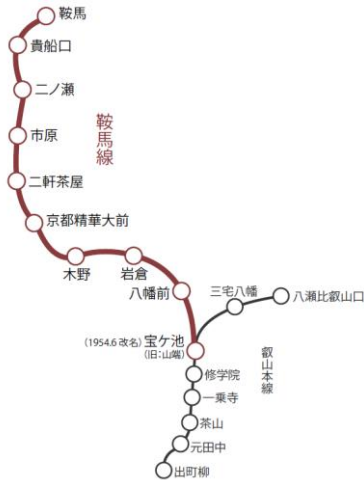 鞍馬
貴船口
二ノ瀬
市原
鞍馬線
二軒茶屋
京都精華大前
木野
岩倉
八幡前
三宅八幡
八瀬比叡山口
(1954.6 改名) 宝ケ池
(旧：山端)
叡山本線
修学院
一乗寺
茶山
元田中
出町柳